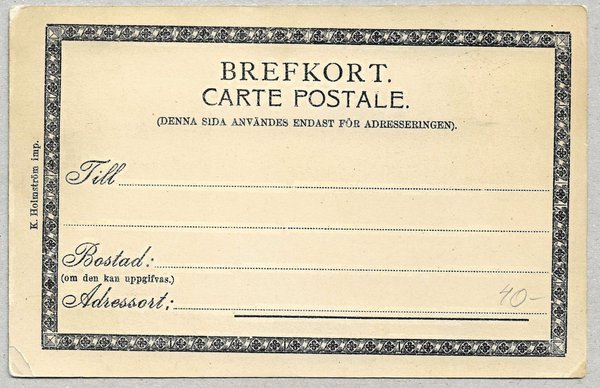 BREFKORT.
CARTE POSTALE.
(DENNA SIDA ANVÄNDES ENDAST FÖR ADRESSERINGEN).
Till
Bostad:
(om den kan uppgifvas.)
Adressort:
40-
K. Holmström imp.